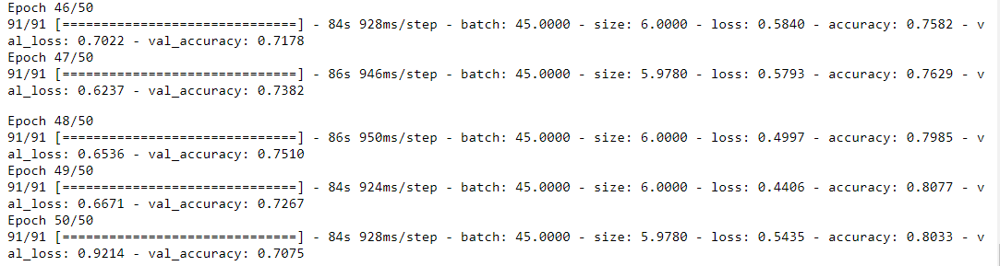 Epoch 46/50
91/91 [==============================] - 84s 928ms/step - batch: 45.0000 - size: 6.0000 - loss: 0.5840 - accuracy: 0.7582 - v
al_loss: 0.7022 - val_accuracy: 0.7178
Epoch 47/50
91/91 [==============================] - 86s 946ms/step - batch: 45.0000 - size: 5.9780 - loss: 0.5793 - accuracy: 0.7629 - v
al_loss: 0.6237 - val_accuracy: 0.7382
Epoch 48/50
91/91 [==============================] - 86s 950ms/step - batch: 45.0000 - size: 6.0000 - loss: 0.4997 - accuracy: 0.7985 - v
al_loss: 0.6536 - val_accuracy: 0.7510
Epoch 49/50
91/91 [==============================] - 84s 924ms/step - batch: 45.0000 - size: 6.0000 - loss: 0.4406 - accuracy: 0.8077 - v
al_loss: 0.6671 - val_accuracy: 0.7267
Epoch 50/50
91/91 [==============================] - 84s 928ms/step - batch: 45.0000 - size: 5.9780 - loss: 0.5435 - accuracy: 0.8033 - v
al_loss: 0.9214 - val_accuracy: 0.7075